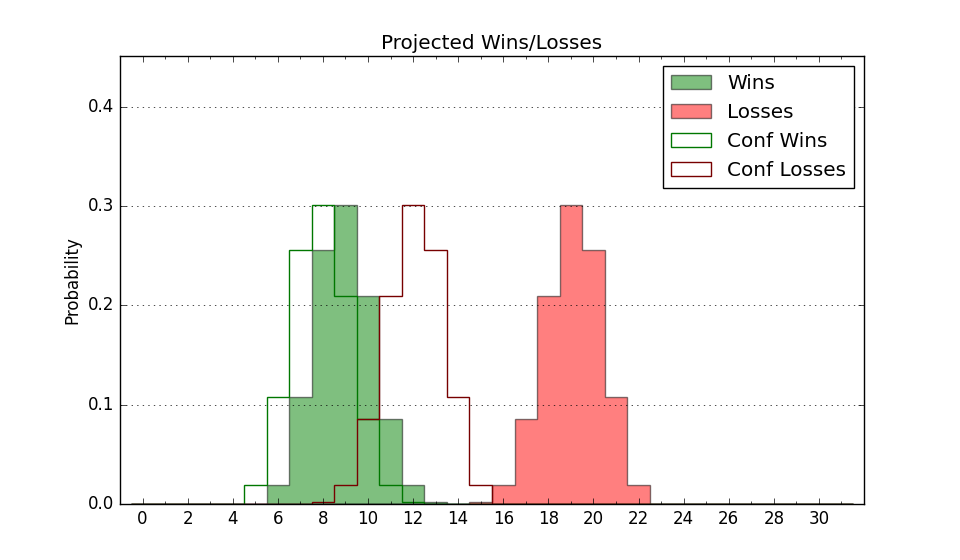 Projected Wins/Losses
Wins
Losses
Conf Wins
Conf Losses
Probability
0.4
0.3
0.2
0.1
0.0
0 2 4 6 8 10 12 14 16 18 20 22 24 26 28 30